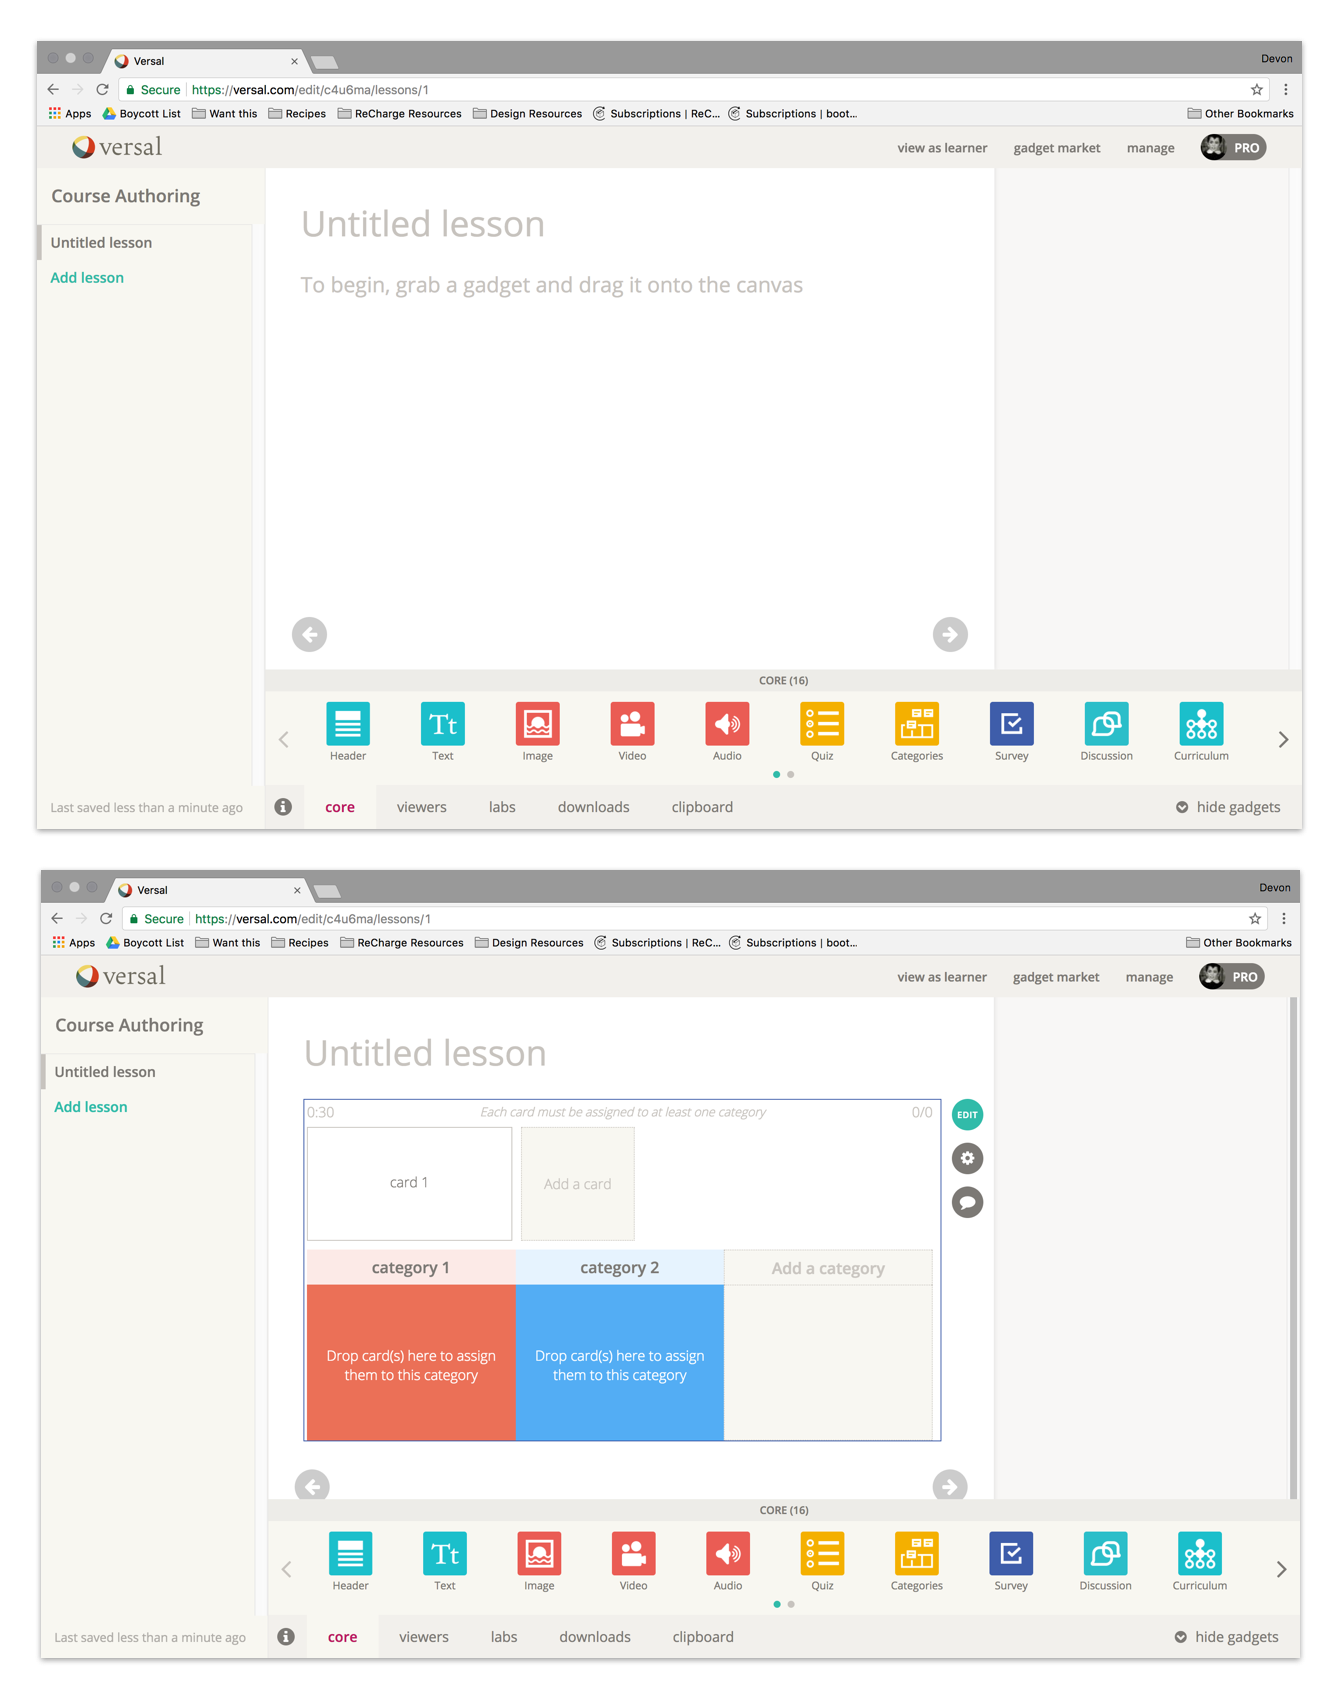 Versal
Devon
Secure https://versal.com/edit/c4u6ma/lessons/1
Apps Boycott List Want this Recipes ReCharge Resources Design Resources Subscriptions | ReC... Subscriptions | boot... Other Bookmarks
versal view as learner gadget market manage PRO
Course Authoring
Untitled lesson
Add lesson
Untitled lesson
To begin, grab a gadget and drag it onto the canvas
CORE (16)
Tt
Header Text Image Video Audio Quiz Categories Survey Discussion Curriculum
Last saved less than a minute ago core viewers labs downloads clipboard hide gadgets
Versal
Devon
Secure https://versal.com/edit/c4u6ma/lessons/1
Apps Boycott List Want this Recipes ReCharge Resources Design Resources Subscriptions | ReC... Subscriptions | boot... Other Bookmarks
versal view as learner gadget market manage PRO
Course Authoring
Untitled lesson
Add lesson
Untitled lesson
0:30 Each card must be assigned to at least one category 0/0
EDIT
card 1 Add a card
category 1 category 2 Add a category
Drop card(s) here to assign
them to this category
Drop card(s) here to assign
them to this category
CORE (16)
Tt
Header Text Image Video Audio Quiz Categories Survey Discussion Curriculum
Last saved less than a minute ago core viewers labs downloads clipboard hide gadgets